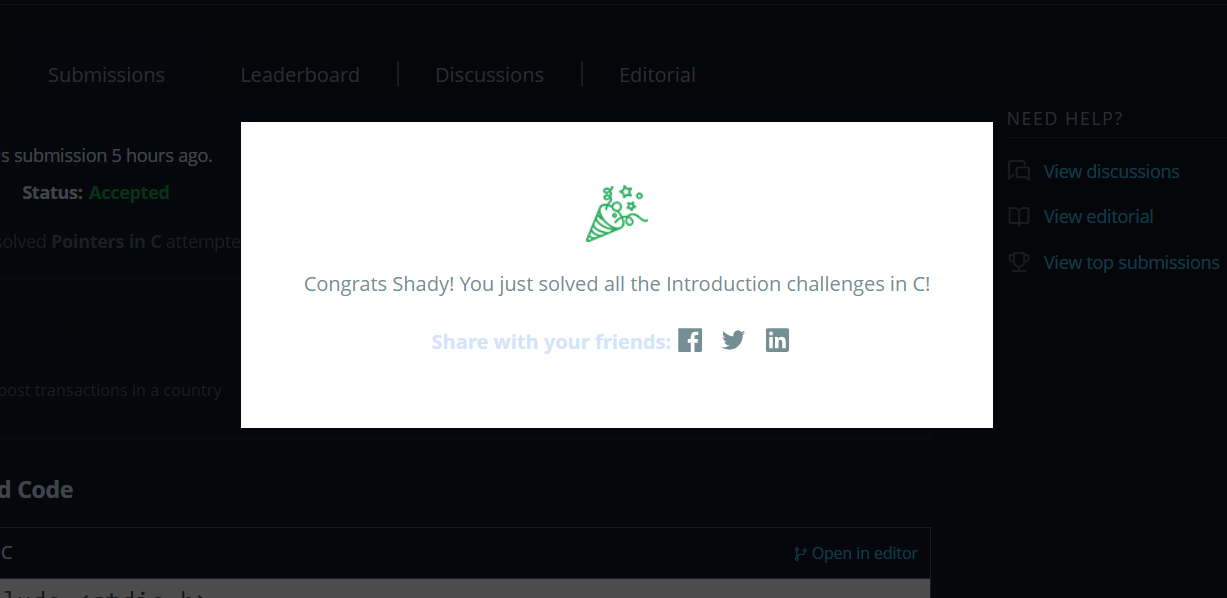 Submissions
Leaderboard
Discussions
Editorial
NEED HELP?
s submission 5 hours ago.
View discussions
Status: Accepted
View editorial
solved Pointers in C attempte
View top submissions
Congrats Shady! You just solved all the Introduction challenges in C!
Share with your friends:
post transactions in a country
d Code
C
Open in editor
lude <stdio.h>